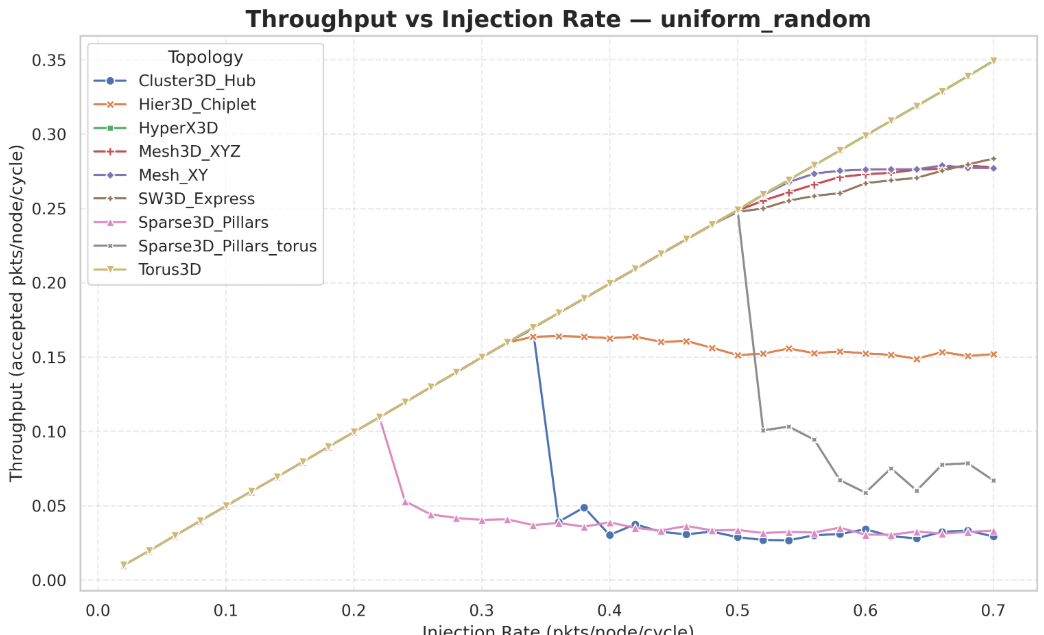 Throughput vs Injection Rate — uniform_random
Throughput (accepted pkts/node/cycle)
0.35
0.30
0.25
0.20
0.15
0.10
0.05
0.00
Topology
Cluster3D_Hub
Hier3D_Chiplet
HyperX3D
Mesh3D_XYZ
Mesh_XY
SW3D_Express
Sparse3D_Pillars
Sparse3D_Pillars_torus
Torus3D
0.0 0.1 0.2 0.3 0.4 0.5 0.6 0.7
Injection Rate (pkts/node/cycle)